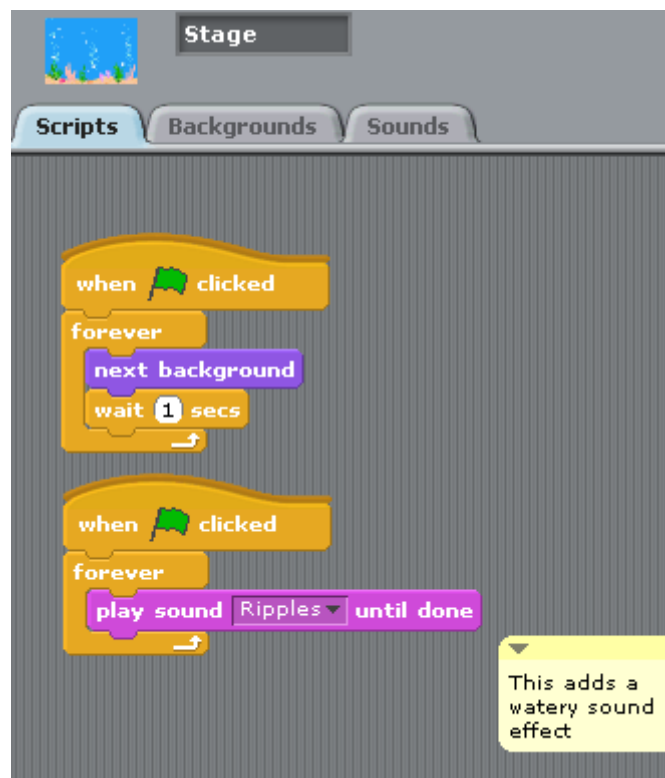 Stage
Scripts Backgrounds Sounds
when clicked
forever
next background
wait 1 secs
when clicked
forever
play sound Ripples until done
This adds a
watery sound
effect